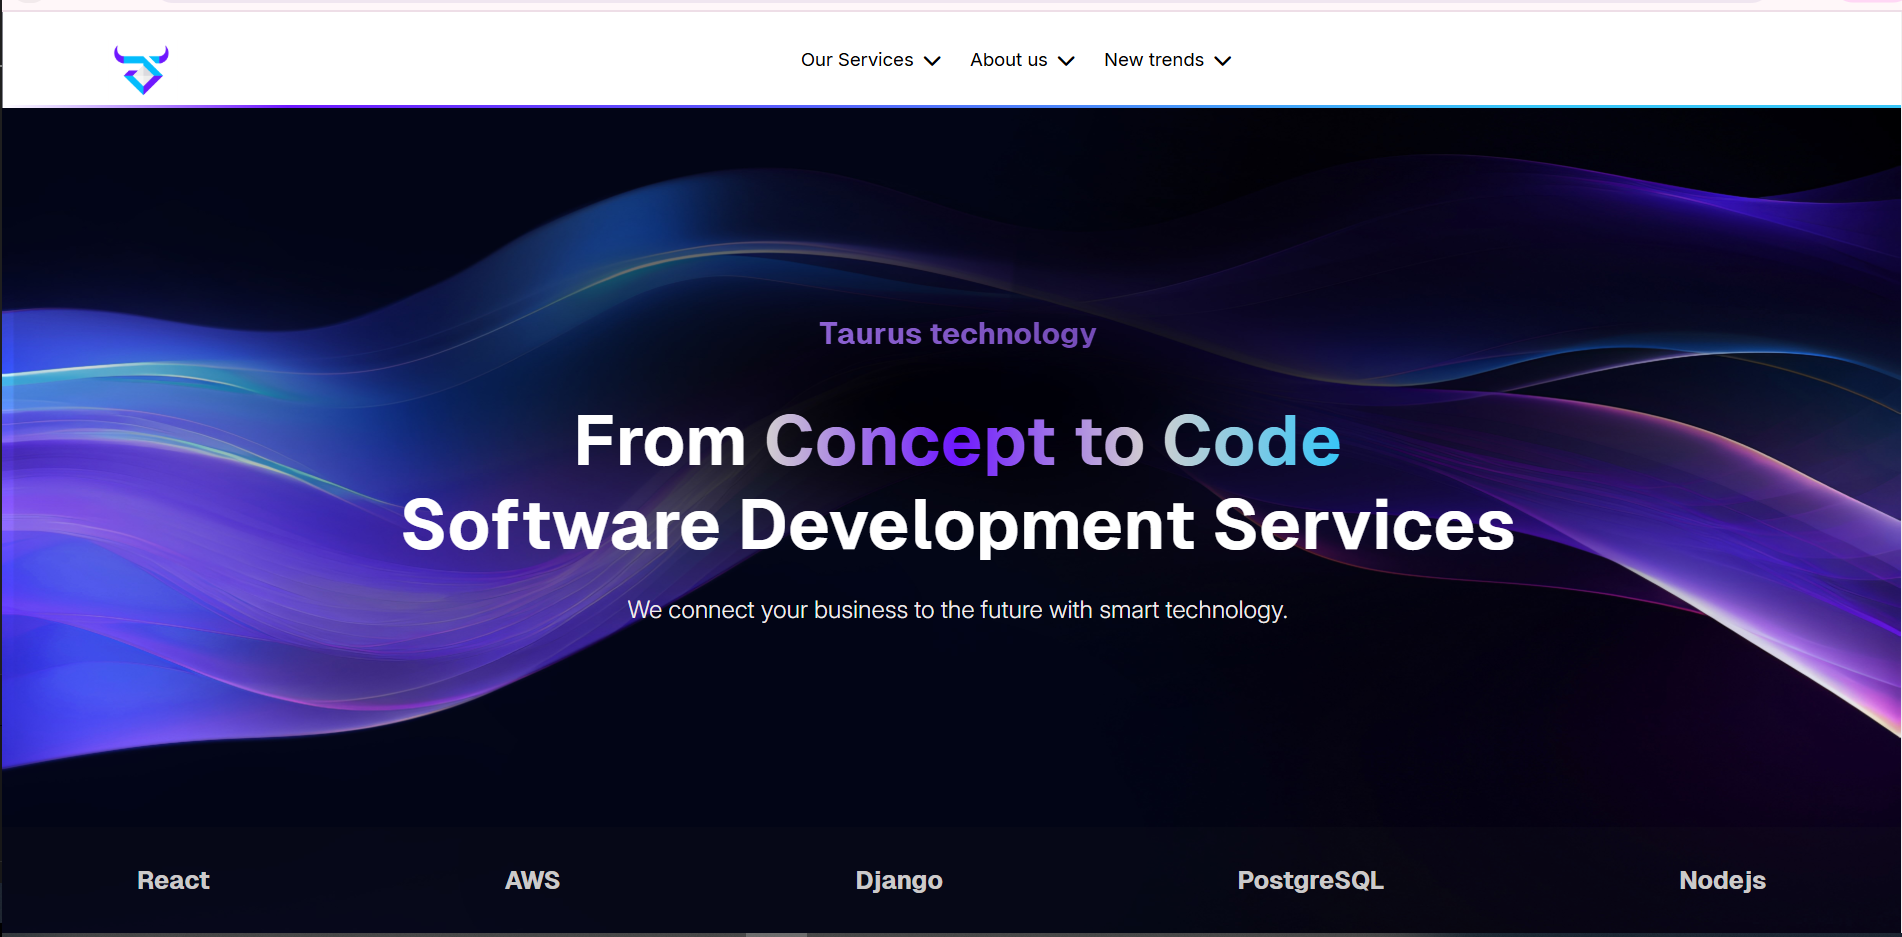 Our Services
About us
New trends
Taurus technology
From Concept to Code
Software Development Services
We connect your business to the future with smart technology.
React
AWS
Django
PostgreSQL
Nodejs